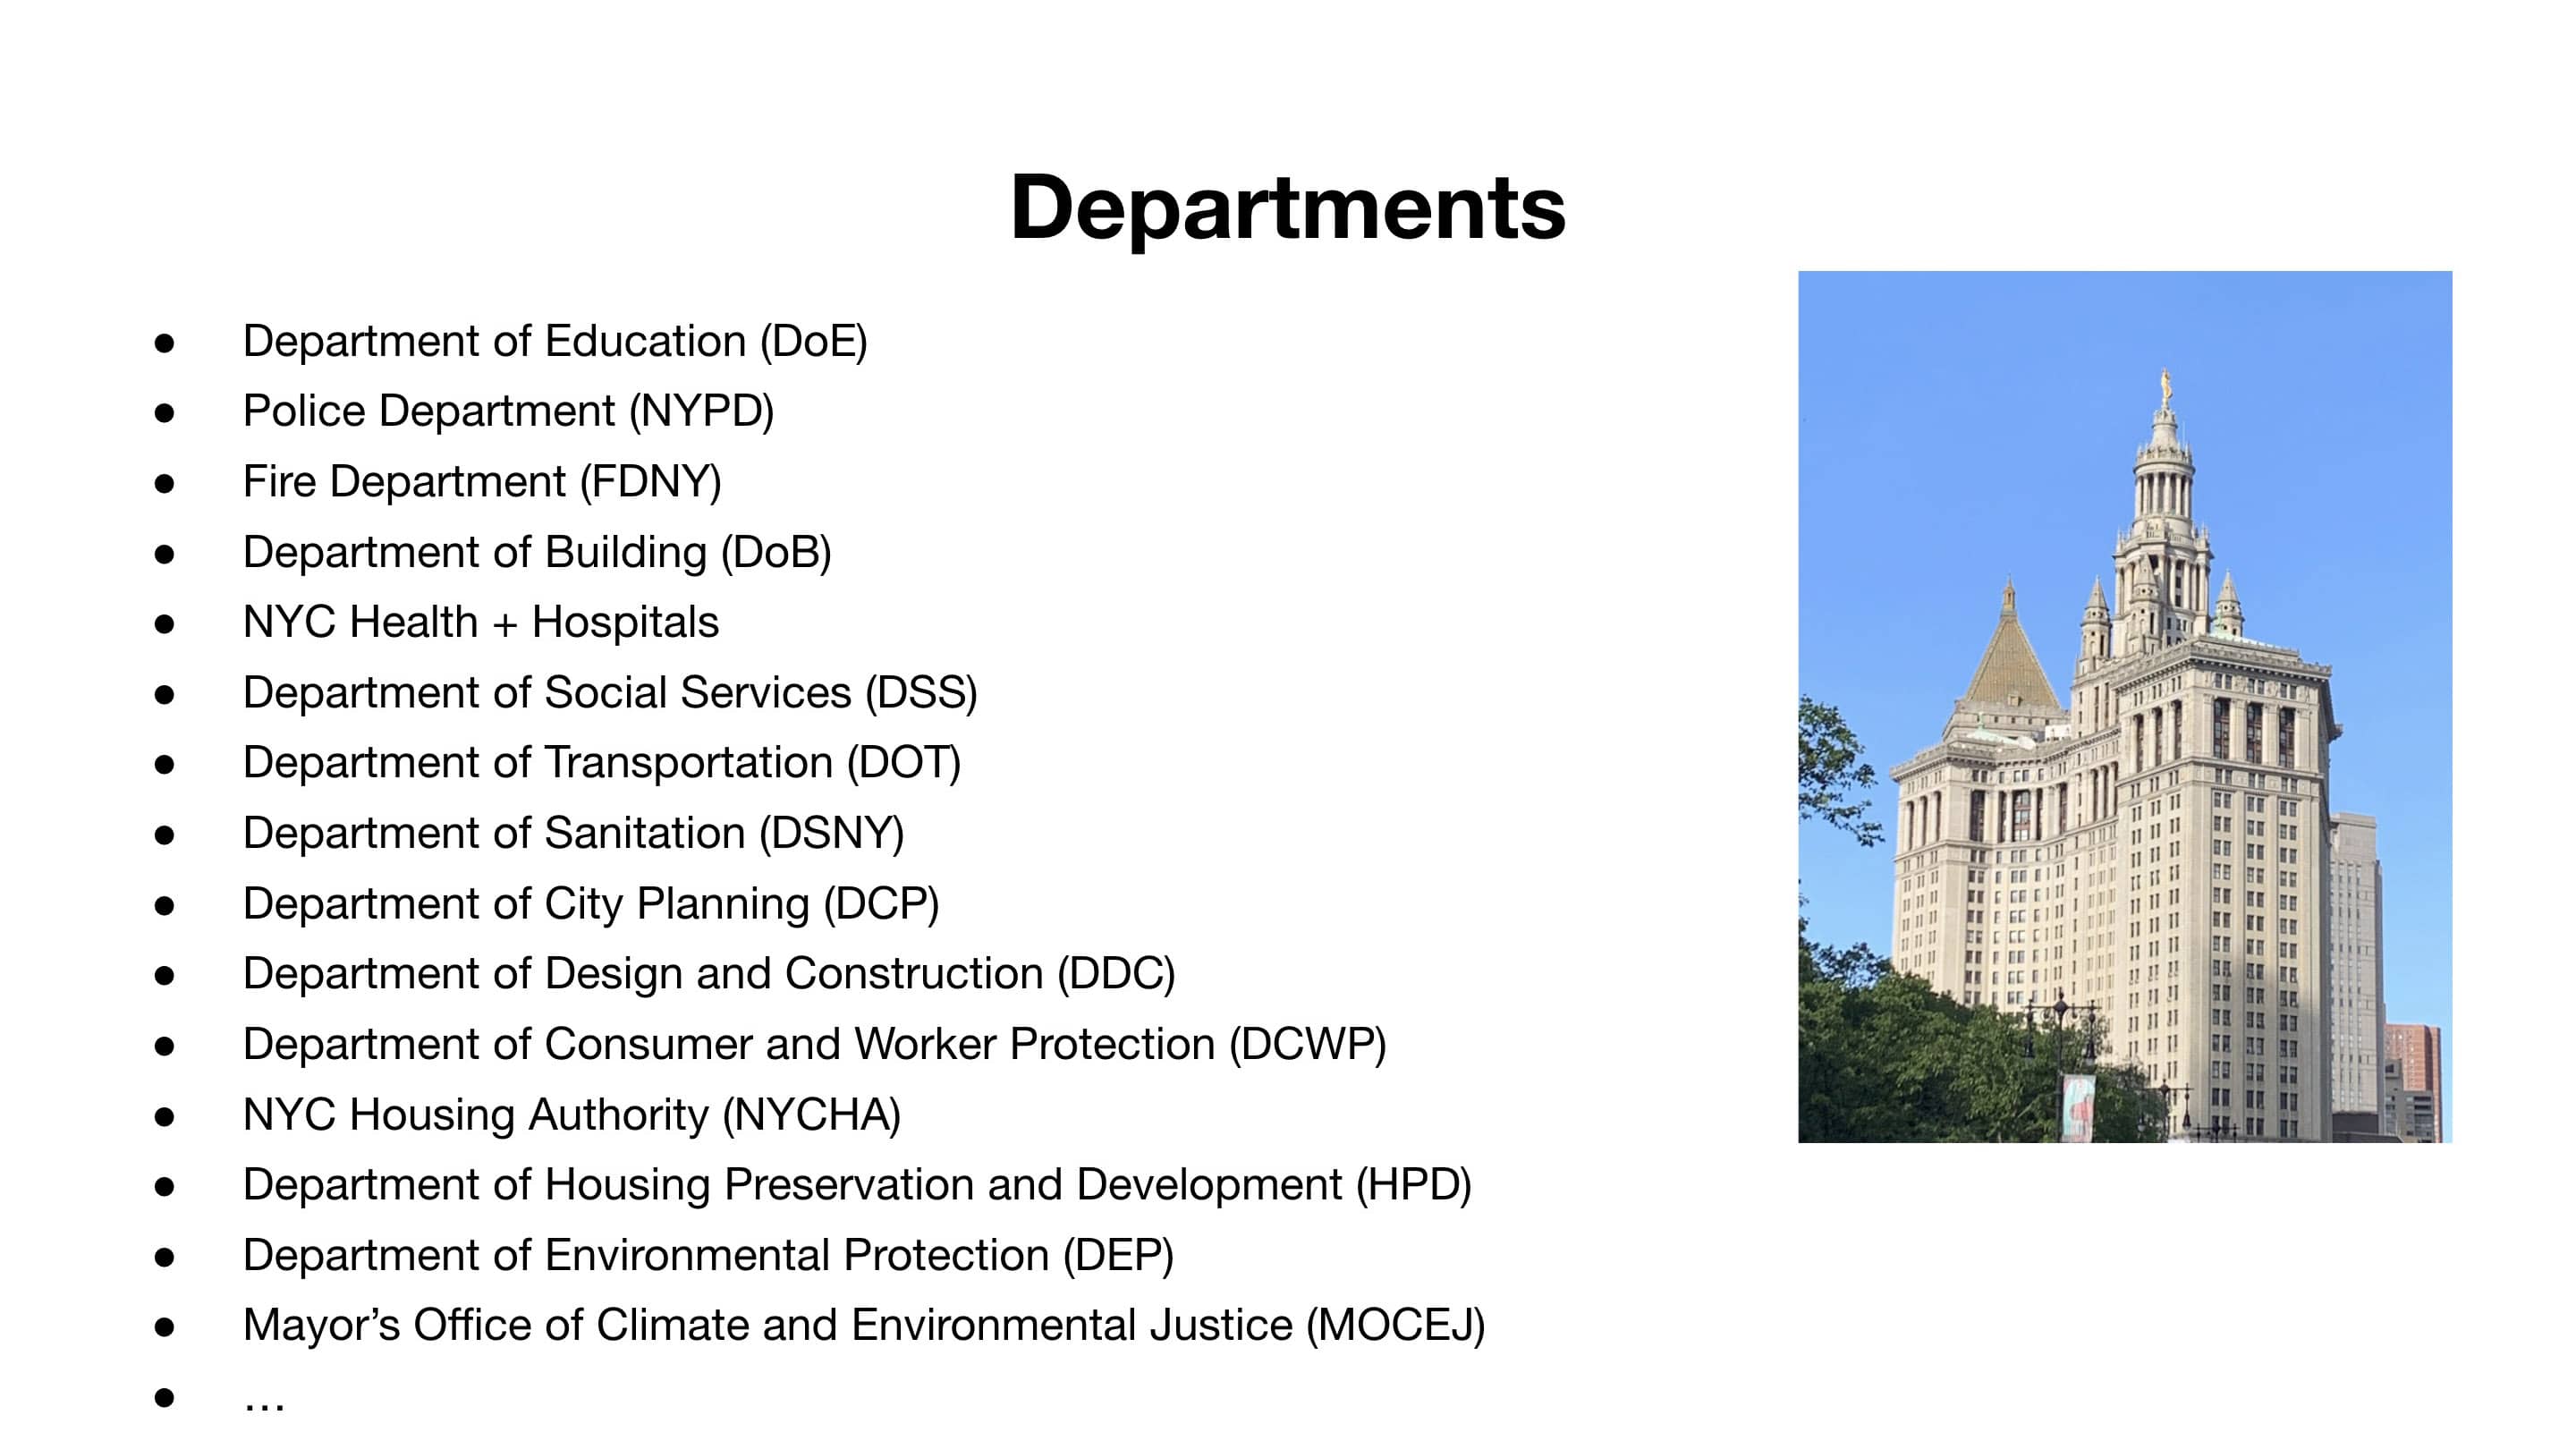 Departments
● Department of Education (DoE)
● Police Department (NYPD)
● Fire Department (FDNY)
● Department of Building (DoB)
● NYC Health + Hospitals
● Department of Social Services (DSS)
● Department of Transportation (DOT)
● Department of Sanitation (DSNY)
● Department of City Planning (DCP)
● Department of Design and Construction (DDC)
● Department of Consumer and Worker Protection (DCWP)
● NYC Housing Authority (NYCHA)
● Department of Housing Preservation and Development (HPD)
● Department of Environmental Protection (DEP)
● Mayor’s Office of Climate and Environmental Justice (MOCEJ)
● …